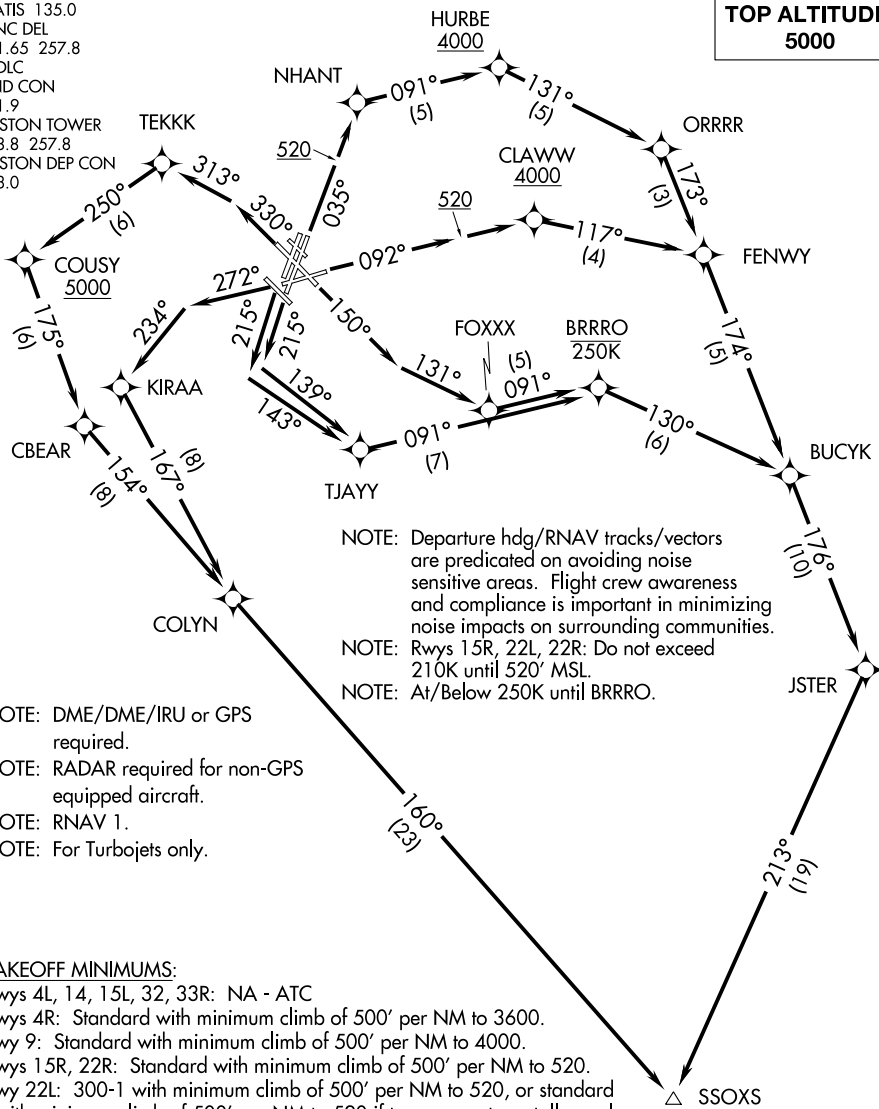 ATIS 135.0
TOP ALTITUDE
5000
NC DEL
1.65 257.8
DLC
ND CON
1.9
STON TOWER
3.8 257.8
STON DEP CON
3.0
HURBE
4000
NHANT
091°
(5)
131°
(5)
ORRRR
TEKKK
520
CLAWW
4000
173°
(3)
313°
035°
520
250°
(6)
330°
092°
117°
(4)
FENWY
COUSY
5000
272°
175°
(6)
234°
215°
215°
150°
FOXXX
BRRRO
250K
174°
(5)
KIRAA
139°
143°
131°
(5)
091°
CBEAR
091°
(7)
130°
(6)
BUCYK
154°
(8)
167°
(8)
TJAYY
176°
(10)
NOTE: Departure hdg/RNAV tracks/vectors
are predicated on avoiding noise
sensitive areas. Flight crew awareness
and compliance is important in minimizing
noise impacts on surrounding communities.
NOTE: Rwys 15R, 22L, 22R: Do not exceed
210K until 520' MSL.
NOTE: At/Below 250K until BRRRO.
COLYN
JSTER
OTE: DME/DME/IRU or GPS
required.
OTE: RADAR required for non-GPS
equipped aircraft.
OTE: RNAV 1.
OTE: For Turbojets only.
160°
(23)
213°
(19)
AKEOFF MINIMUMS:
wys 4L, 14, 15L, 32, 33R: NA - ATC
wys 4R: Standard with minimum climb of 500' per NM to 3600.
wy 9: Standard with minimum climb of 500' per NM to 4000.
wys 15R, 22R: Standard with minimum climb of 500' per NM to 520.
wy 22L: 300-1 with minimum climb of 500' per NM to 520, or standard
SSOXS